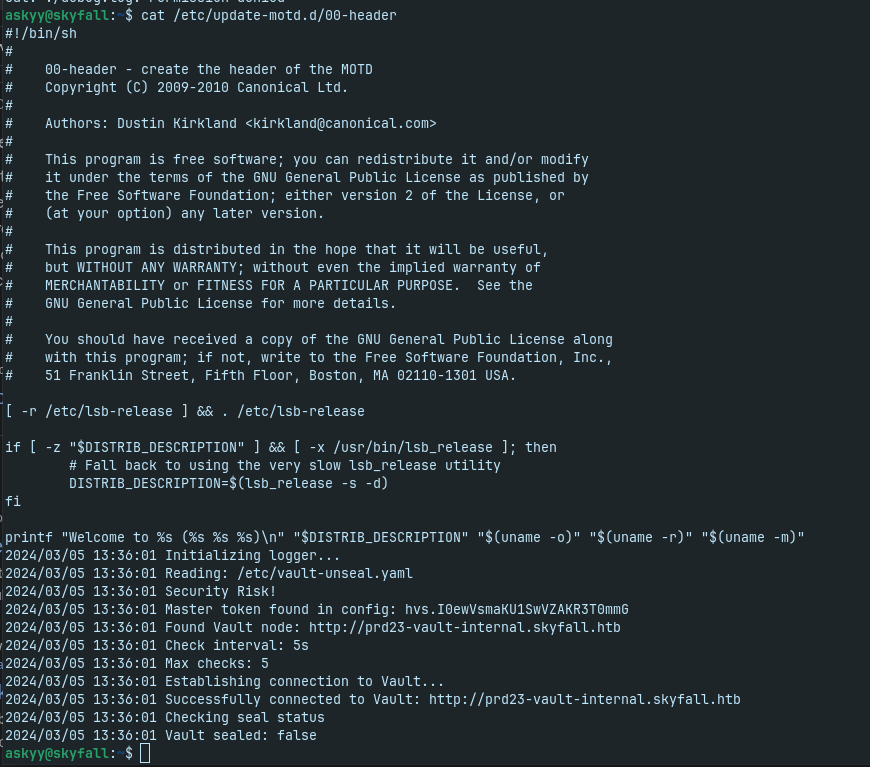 askyy@skyfall:~$ cat /etc/update-motd.d/00-header
#!/bin/sh
#
#    00-header - create the header of the MOTD
#    Copyright (C) 2009-2010 Canonical Ltd.
#
#    Authors: Dustin Kirkland <kirkland@canonical.com>
#
#    This program is free software; you can redistribute it and/or modify
#    it under the terms of the GNU General Public License as published by
#    the Free Software Foundation; either version 2 of the License, or
#    (at your option) any later version.
#
#    This program is distributed in the hope that it will be useful,
#    but WITHOUT ANY WARRANTY; without even the implied warranty of
#    MERCHANTABILITY or FITNESS FOR A PARTICULAR PURPOSE.  See the
#    GNU General Public License for more details.
#
#    You should have received a copy of the GNU General Public License along
#    with this program; if not, write to the Free Software Foundation, Inc.,
#    51 Franklin Street, Fifth Floor, Boston, MA 02110-1301 USA.

[ -r /etc/lsb-release ] && . /etc/lsb-release

if [ -z "$DISTRIB_DESCRIPTION" ] && [ -x /usr/bin/lsb_release ]; then
        # Fall back to using the very slow lsb_release utility
        DISTRIB_DESCRIPTION=$(lsb_release -s -d)
fi

printf "Welcome to %s (%s %s %s)\n" "$DISTRIB_DESCRIPTION" "$(uname -o)" "$(uname -r)" "$(uname -m)"
2024/03/05 13:36:01 Initializing logger...
2024/03/05 13:36:01 Reading: /etc/vault-unseal.yaml
2024/03/05 13:36:01 Security Risk!
2024/03/05 13:36:01 Master token found in config: hvs.I0ewVsmaKU1SwVZAKR3T0mmG
2024/03/05 13:36:01 Found Vault node: http://prd23-vault-internal.skyfall.htb
2024/03/05 13:36:01 Check interval: 5s
2024/03/05 13:36:01 Max checks: 5
2024/03/05 13:36:01 Establishing connection to Vault...
2024/03/05 13:36:01 Successfully connected to Vault: http://prd23-vault-internal.skyfall.htb
2024/03/05 13:36:01 Checking seal status
2024/03/05 13:36:01 Vault sealed: false
askyy@skyfall:~$